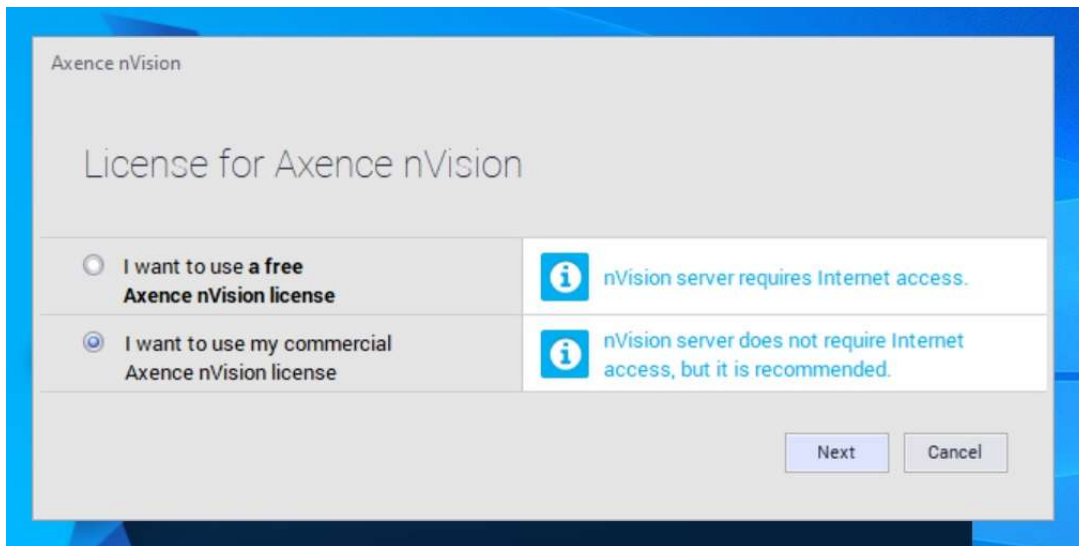 Axence nVision
License for Axence nVision
I want to use a free
Axence nVision license
nVision server requires Internet access.
I want to use my commercial
Axence nVision license
nVision server does not require Internet
access, but it is recommended.
Next
Cancel